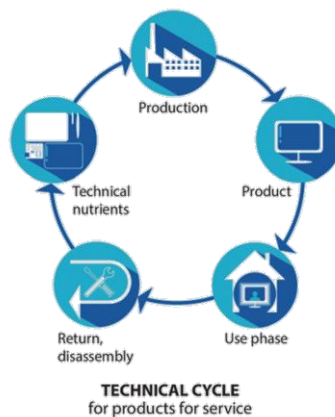 Production
Product
Use phase
Return,
disassembly
Technical
nutrients
TECHNICAL CYCLE
for products for service